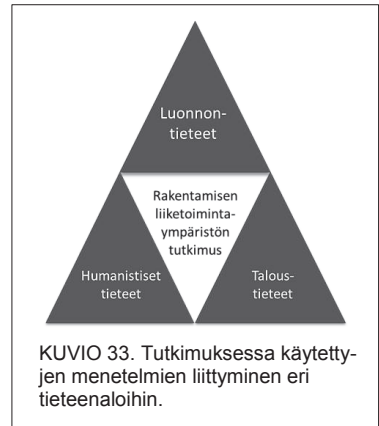 Luonnon-
tieteet
Rakentamisen
liiketoiminta-
ympäristön
tutkimus
Humanistiset
tieteet
Talous-
tieteet
KUVIO 33. Tutkimuksessa käytetty-
jen menetelmien liittyminen eri
tieteenaloihin.